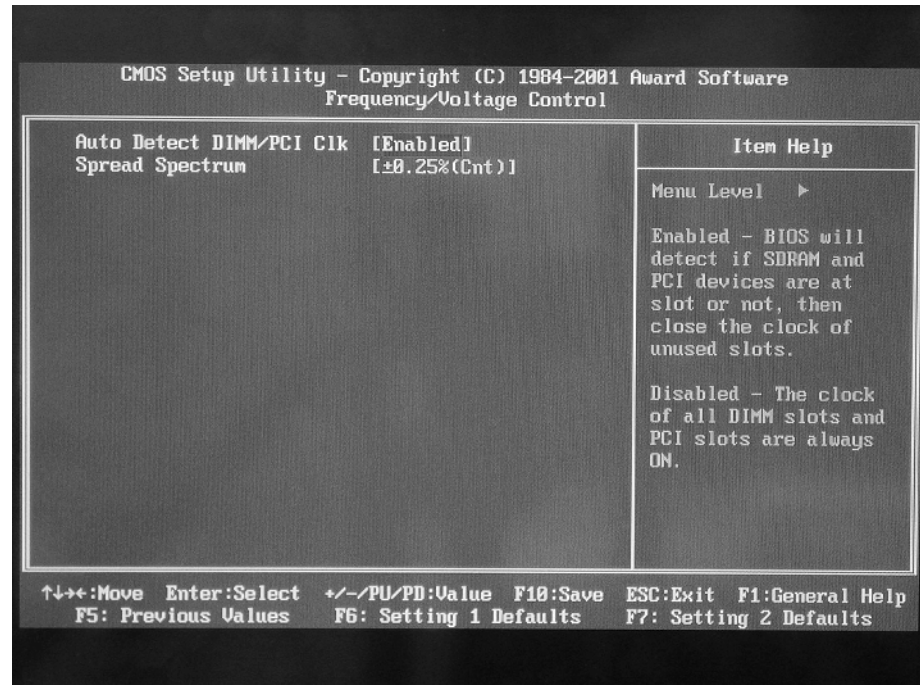 CMOS Setup Utility – Copyright (C) 1984–2001 Award Software
Frequency/Voltage Control
Auto Detect DIMM/PCI Clk [Enabled]
Spread Spectrum [±0.25%(Cnt)]
Item Help
Menu Level ▶
Enabled – BIOS will
detect if SDRAM and
PCI devices are at
slot or not, then
close the clock of
unused slots.
Disabled – The clock
of all DIMM slots and
PCI slots are always
ON.
↑↓→←:Move Enter:Select +/-/PU/PD:Value F10:Save ESC:Exit F1:General Help
F5: Previous Values F6: Setting 1 Defaults F7: Setting 2 Defaults